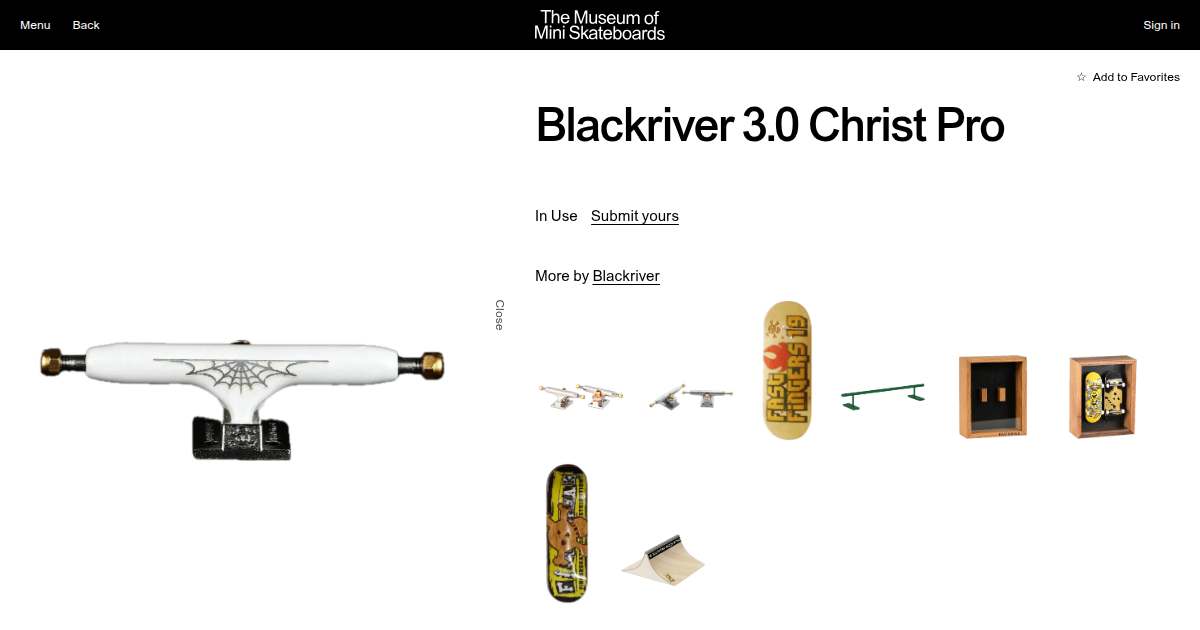 Menu
Back
The Museum of
Mini Skateboards
Sign in
☆ Add to Favorites
Blackriver 3.0 Christ Pro
In Use Submit yours
More by Blackriver
Close
FAST
FINGERS 19